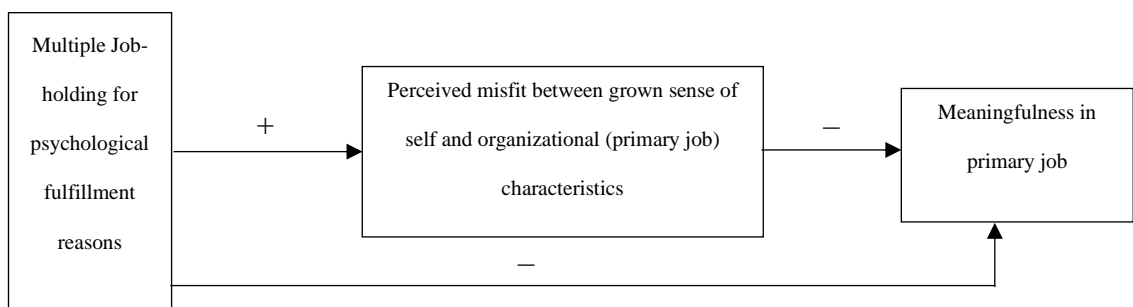 Multiple Job-
holding for
psychological
fulfillment
reasons
+
Perceived misfit between grown sense of
self and organizational (primary job)
characteristics
–
Meaningfulness in
primary job
–